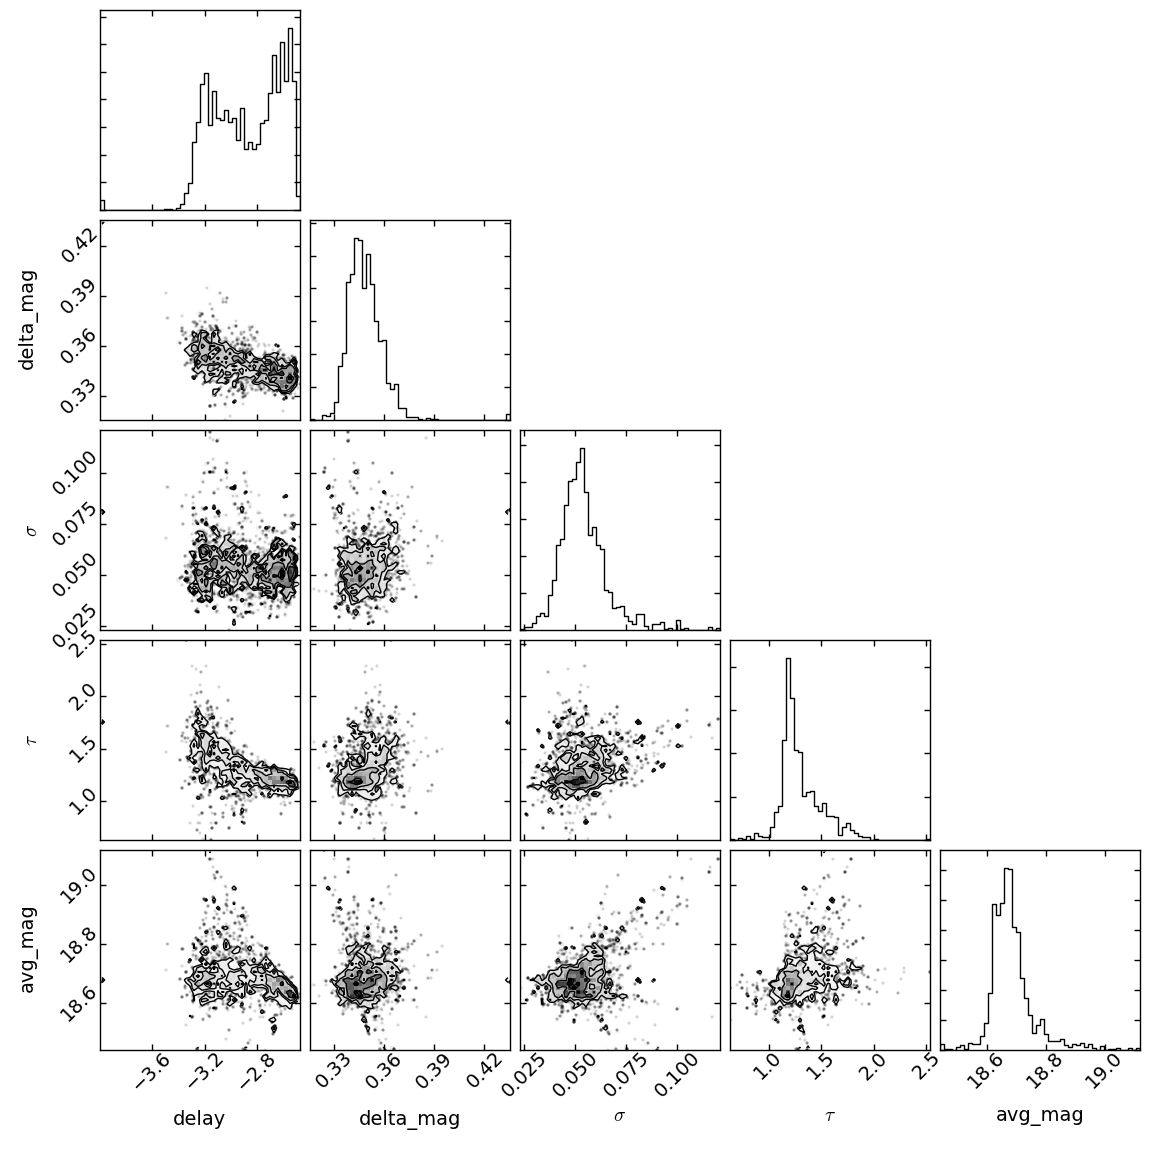 delta_mag
0.42
0.39
0.36
0.33
σ
0.100
0.075
0.050
0.025
τ
2.5
2.0
1.5
1.0
avg_mag
19.0
18.8
18.6
−3.6 −3.2 −2.8
0.33 0.36 0.39 0.42
0.025 0.050 0.075 0.100
1.0 1.5 2.0 2.5
18.6 18.8 19.0
delay delta_mag σ τ avg_mag